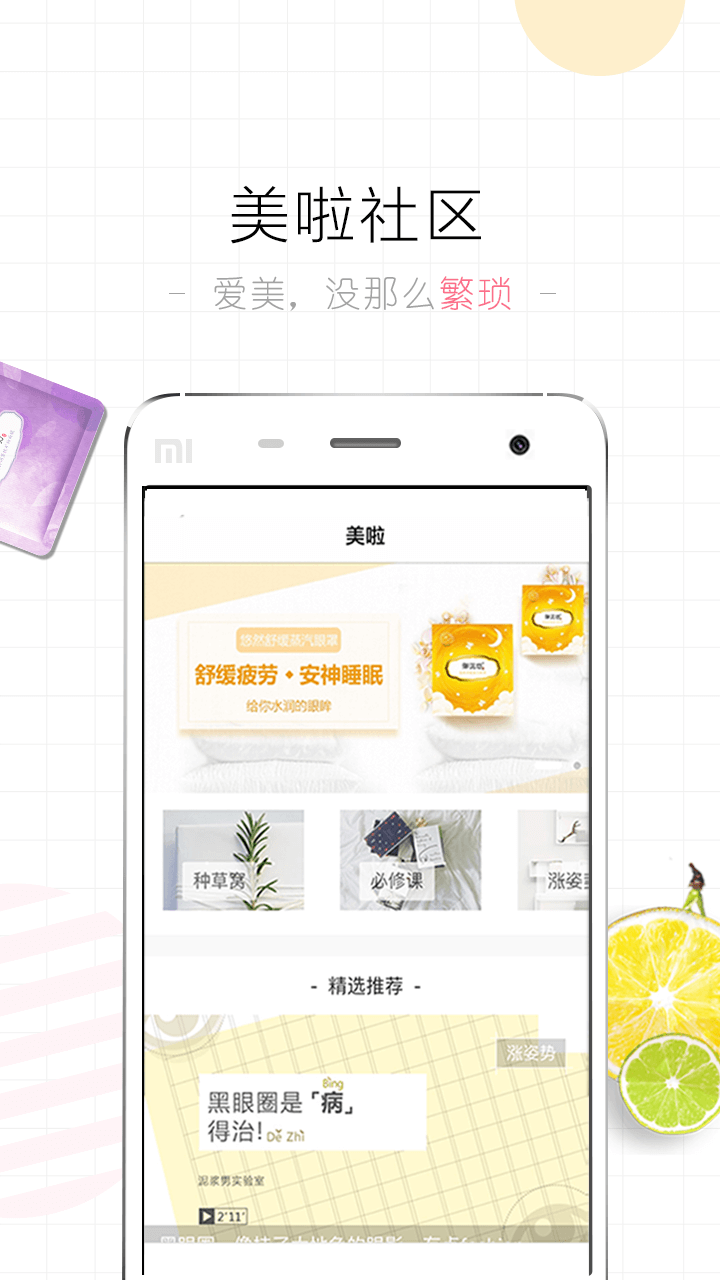 美啦社区
- 爱美，没那么繁琐 -
MI
美啦
悠然舒缓蒸汽眼罩
舒缓疲劳·安神睡眠
给你水润的眼眸
种草窝
必修课
涨姿
- 精选推荐 -
涨姿势
Bìng
黑眼圈是「病」
得治! Dě Zhì
泥浆男实验室
2'11'